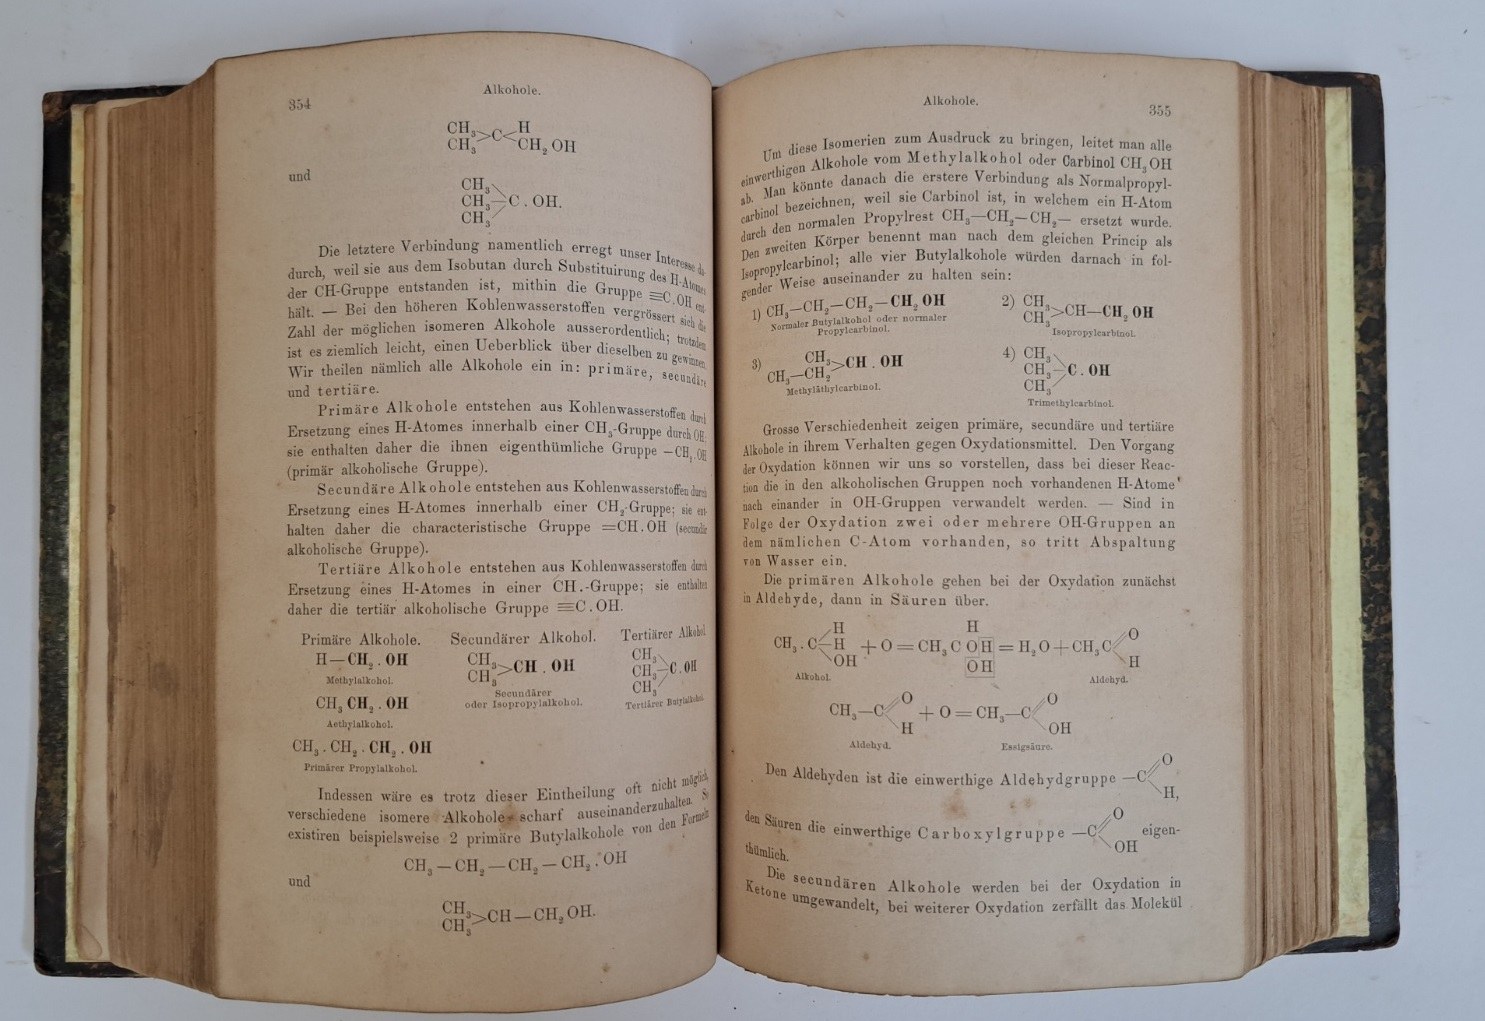 354
Alkohole.
CH₃
CH₃ >C< H
CH₂OH
und
CH₃
CH₃ C . OH.
CH₃
Die letztere Verbindung namentlich erregt unser Interesse da-
durch, weil sie aus dem Isobutan durch Substituirung des H-Atomes
der CH-Gruppe entstanden ist, mithin die Gruppe ≡C.OH ent-
hält. — Bei den höheren Kohlenwasserstoffen vergrössert sich die
Zahl der möglichen isomeren Alkohole ausserordentlich; trotzdem
ist es ziemlich leicht, einen Ueberblick über dieselben zu gewinnen.
Wir theilen nämlich alle Alkohole ein in: primäre, secundäre
und tertiäre.
Primäre Alkohole entstehen aus Kohlenwasserstoffen durch
Ersetzung eines H-Atomes innerhalb einer CH₃-Gruppe durch OH;
sie enthalten daher die ihnen eigenthümliche Gruppe —CH₂.OH
(primär alkoholische Gruppe).
Secundäre Alkohole entstehen aus Kohlenwasserstoffen durch
Ersetzung eines H-Atomes innerhalb einer CH₂-Gruppe; sie ent-
halten daher die characteristische Gruppe =CH.OH (secundär
alkoholische Gruppe).
Tertiäre Alkohole entstehen aus Kohlenwasserstoffen durch
Ersetzung eines H-Atomes in einer CH.-Gruppe; sie enthalten
daher die tertiär alkoholische Gruppe ≡C.OH.
Primäre Alkohole. Secundärer Alkohol. Tertiärer Alkohol.
H—CH₂.OH
Methylalkohol.
CH₃ CH₂.OH
Aethylalkohol.
CH₃.CH₂.CH₂.OH
Primärer Propylalkohol.
CH₃
CH₃ >CH . OH
Secundärer
oder Isopropylalkohol.
CH₃
CH₃ C.OH
CH₃
Tertiärer Butylalkohol.
Indessen wäre es trotz dieser Eintheilung oft nicht möglich,
verschiedene isomere Alkohole scharf auseinanderzuhalten. So
existiren beispielsweise 2 primäre Butylalkohole von den Formeln
CH₃—CH₂—CH₂—CH₂.OH
und
CH₃
CH₃ >CH—CH₂OH.
Alkohole.
355
Um diese Isomerien zum Ausdruck zu bringen, leitet man alle
einwerthigen Alkohole vom Methylalkohol oder Carbinol CH₃OH
ab. Man könnte danach die erstere Verbindung als Normalpropyl-
carbinol bezeichnen, weil sie Carbinol ist, in welchem ein H-Atom
durch den normalen Propylrest CH₃—CH₂—CH₂— ersetzt wurde.
Den zweiten Körper benennt man nach dem gleichen Princip als
Isopropylcarbinol; alle vier Butylalkohole würden darnach in fol-
gender Weise auseinander zu halten sein:
1) CH₃—CH₂—CH₂—CH₂OH
Normaler Butylalkohol oder normaler
Propylcarbinol.
2) CH₃
CH₃ >CH—CH₂OH
Isopropylcarbinol.
3) CH₃
CH₃—CH₂ >CH . OH
Methyläthylcarbinol.
4) CH₃
CH₃ C . OH
CH₃
Trimethylcarbinol.
Grosse Verschiedenheit zeigen primäre, secundäre und tertiäre
Alkohole in ihrem Verhalten gegen Oxydationsmittel. Den Vorgang
der Oxydation können wir uns so vorstellen, dass bei dieser Reac-
tion die in den alkoholischen Gruppen noch vorhandenen H-Atome
nach einander in OH-Gruppen verwandelt werden. — Sind in
Folge der Oxydation zwei oder mehrere OH-Gruppen an
dem nämlichen C-Atom vorhanden, so tritt Abspaltung
von Wasser ein.
Die primären Alkohole gehen bei der Oxydation zunächst
in Aldehyde, dann in Säuren über.
H H O
CH₃.C—H + O = CH₃ C OH = H₂O + CH₃C
OH OH H
Alkohol. Aldehyd.
O O
CH₃—C + O = CH₃—C
H OH
Aldehyd. Essigsäure.
Den Aldehyden ist die einwerthige Aldehydgruppe —C O
H,
den Säuren die einwerthige Carboxylgruppe —C O
OH eigen-
thümlich.
Die secundären Alkohole werden bei der Oxydation in
Ketone umgewandelt, bei weiterer Oxydation zerfällt das Molekül